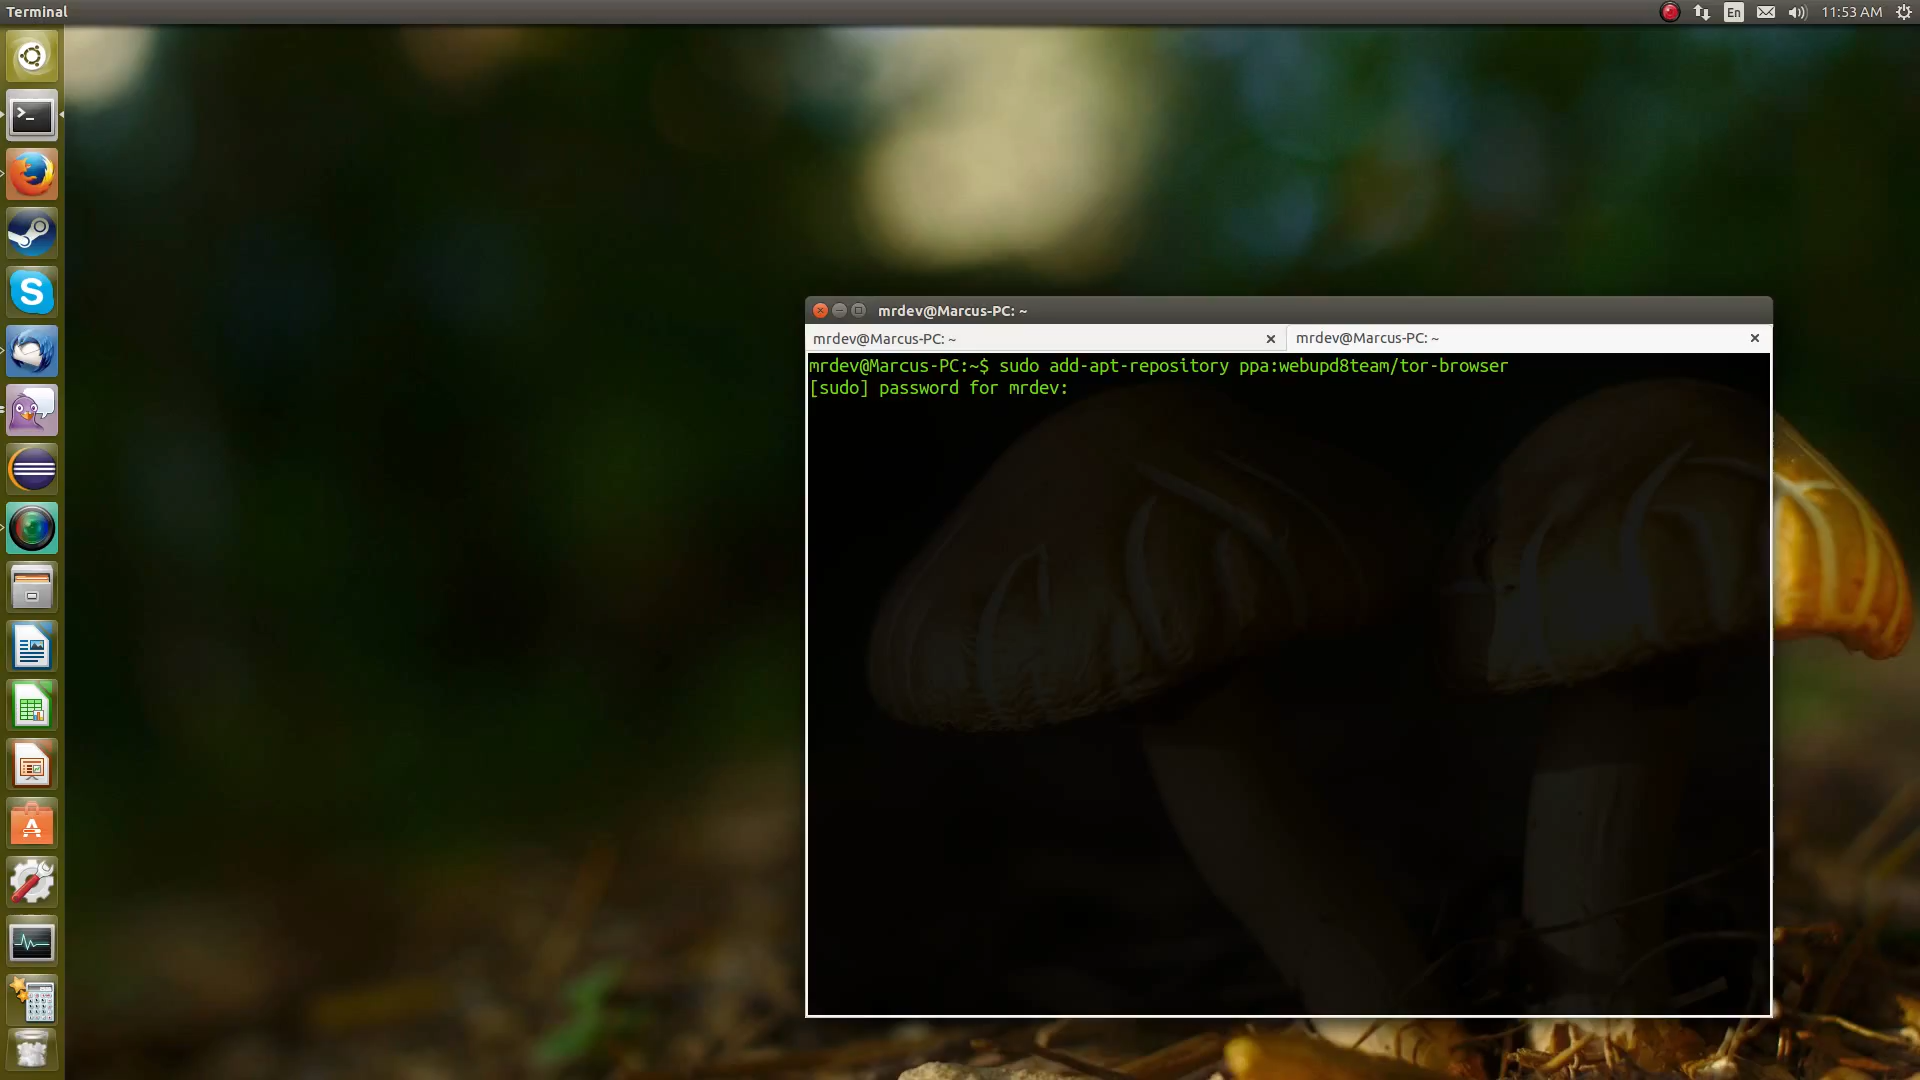 Terminal
En
11:53 AM
mrdev@Marcus-PC: ~
mrdev@Marcus-PC: ~
mrdev@Marcus-PC: ~
mrdev@Marcus-PC:~$ sudo add-apt-repository ppa:webupd8team/tor-browser
[sudo] password for mrdev: